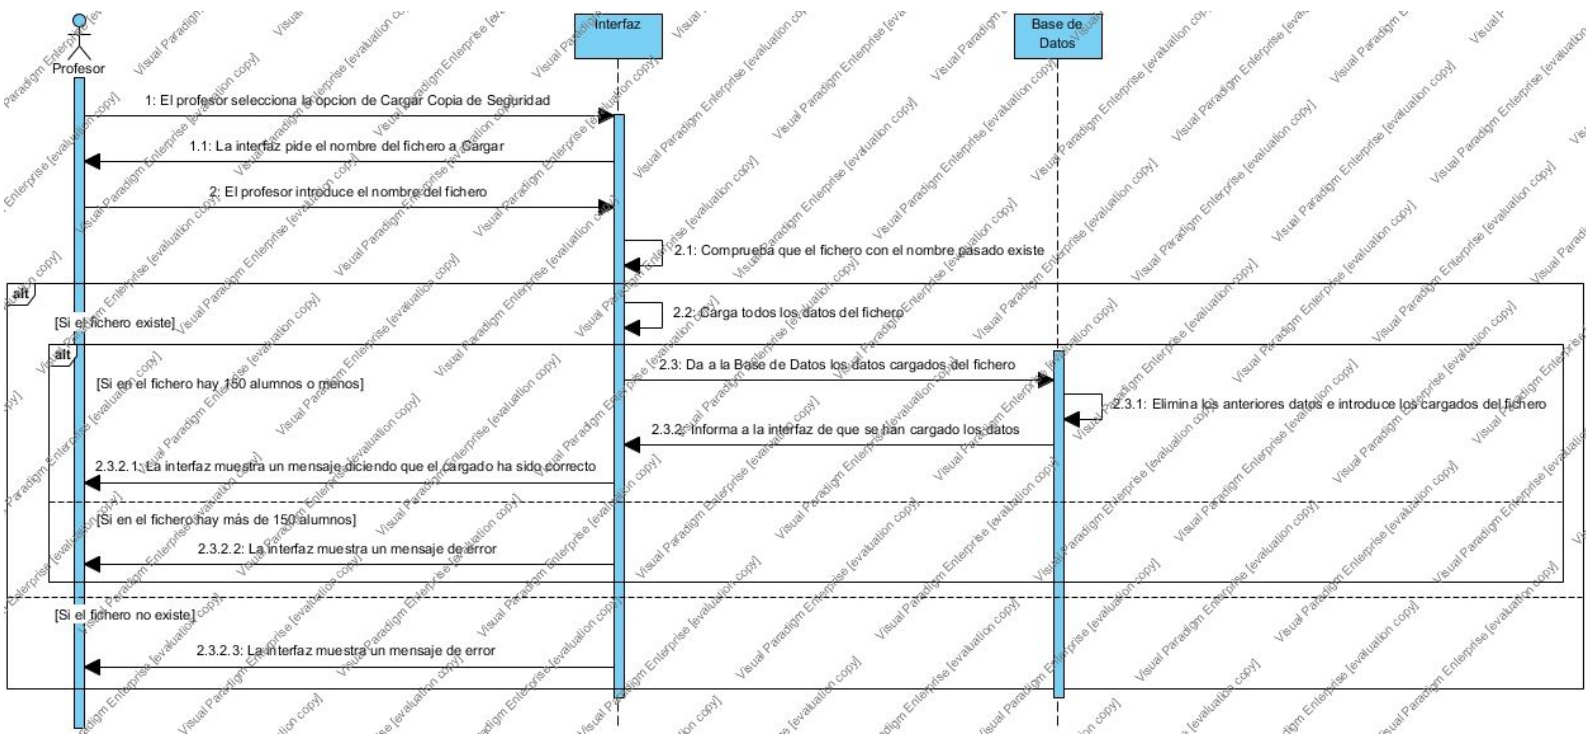 Interfaz
Base de
Datos
Profesor
1: El profesor selecciona la opcion de Cargar Copia de Seguridad
1.1: La interfaz pide el nombre del fichero a Cargar
2: El profesor introduce el nombre del fichero
2.1: Comprueba que el fichero con el nombre pasado existe
alt
2.2: Carga todos los datos del fichero
[Si el fichero existe]
alt
2.3: Da a la Base de Datos los datos cargados del fichero
[Si en el fichero hay 150 alumnos o menos]
2.3.1: Elimina los anteriores datos e introduce los cargados del fichero
2.3.2: Informa a la interfaz de que se han cargado los datos
2.3.2.1: La interfaz muestra un mensaje diciendo que el cargado ha sido correcto
[Si en el fichero hay más de 150 alumnos]
2.3.2.2: La interfaz muestra un mensaje de error
[Si el fichero no existe]
2.3.2.3: La interfaz muestra un mensaje de error
Visual Paradigm Enterprise [evaluation copy]